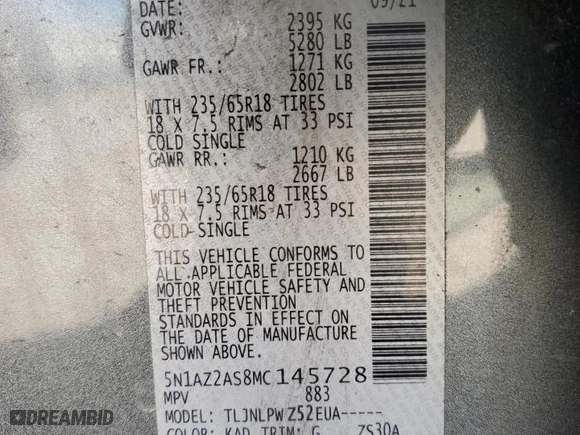 DATE: 09/21
GVWR: 2395 KG
5280 LB
GAWR FR.: 1271 KG
2802 LB
WITH 235/65R18 TIRES
18 X 7.5 RIMS AT 33 PSI
COLD SINGLE
GAWR RR.: 1210 KG
2667 LB
WITH 235/65R18 TIRES
18 X 7.5 RIMS AT 33 PSI
COLD-SINGLE
THIS VEHICLE CONFORMS TO
ALL APPLICABLE FEDERAL
MOTOR VEHICLE SAFETY AND
THEFT PREVENTION
STANDARDS IN EFFECT ON
THE DATE OF MANUFACTURE
SHOWN ABOVE.
5N1AZ2AS8MC145728
MPV 883
MODEL: TLJNLPWZ52EUA-----
COLOR: KAD TRIM: G ZS30A
DREAMBID